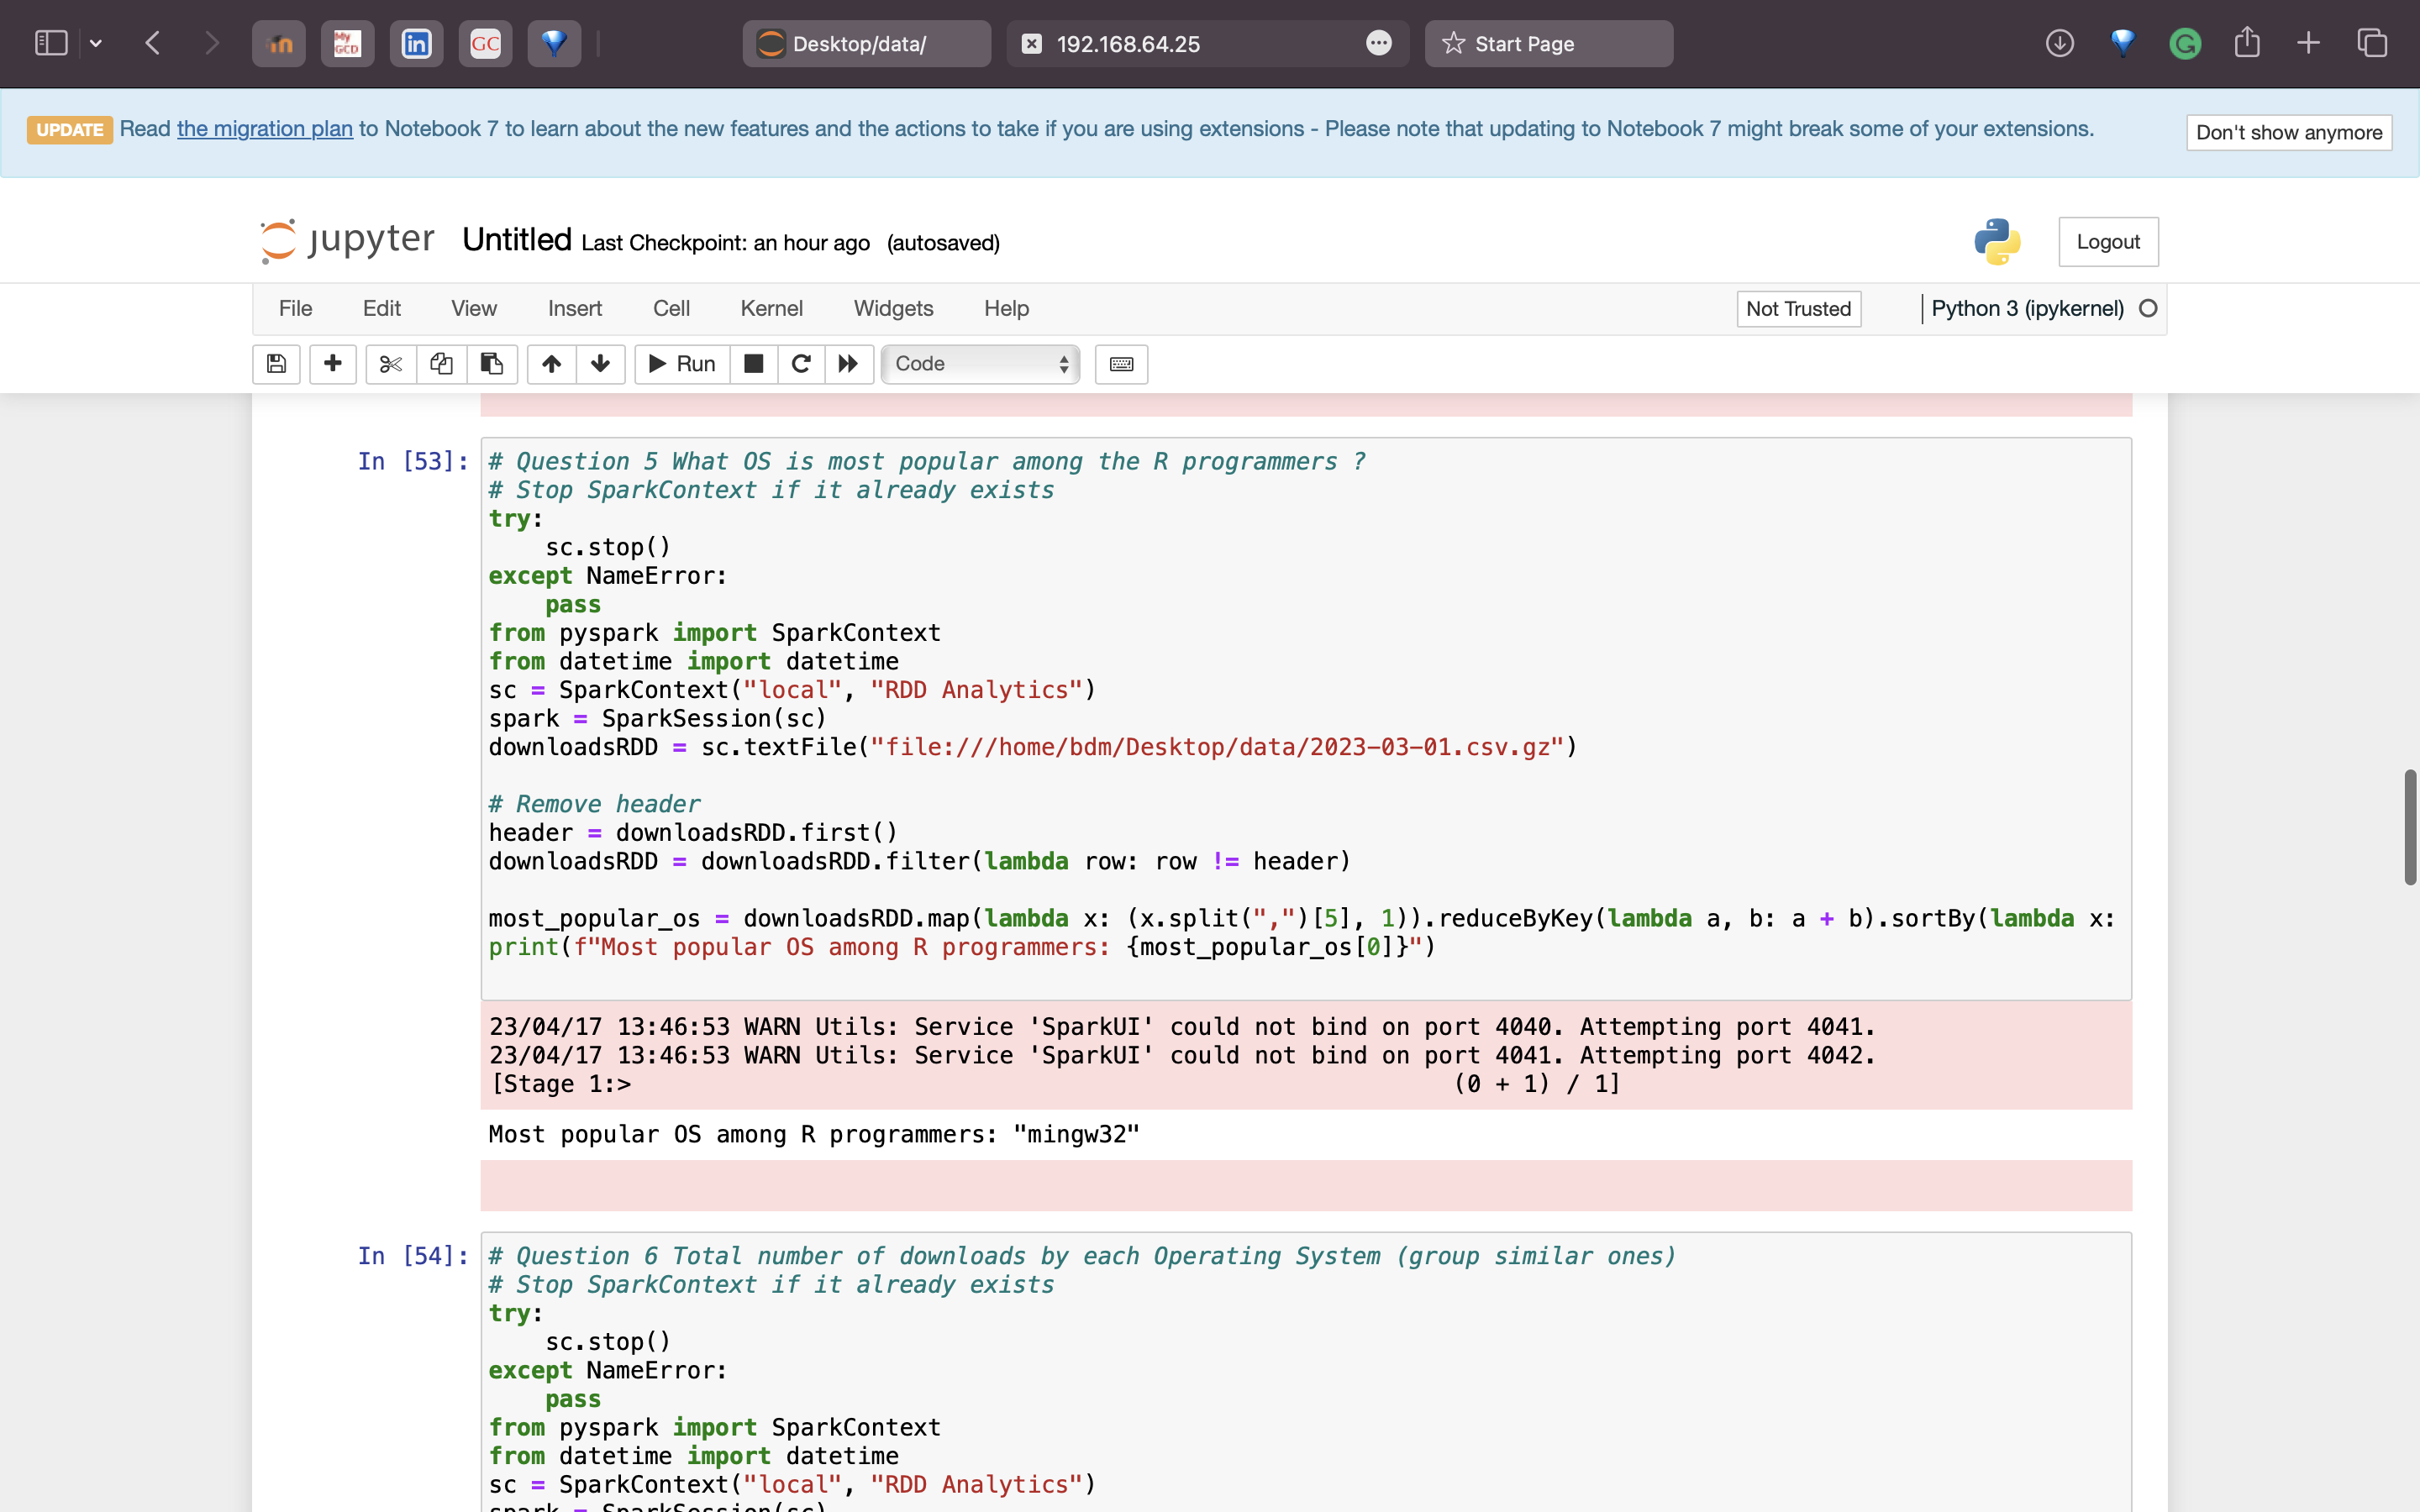 My
GCD
in
GC
Desktop/data/
192.168.64.25
Start Page
UPDATE Read the migration plan to Notebook 7 to learn about the new features and the actions to take if you are using extensions - Please note that updating to Notebook 7 might break some of your extensions.
Don't show anymore
jupyter Untitled Last Checkpoint: an hour ago (autosaved)
Logout
File Edit View Insert Cell Kernel Widgets Help
Not Trusted
Python 3 (ipykernel)
Run
Code
In [53]:
# Question 5 What OS is most popular among the R programmers ?
# Stop SparkContext if it already exists
try:
    sc.stop()
except NameError:
    pass
from pyspark import SparkContext
from datetime import datetime
sc = SparkContext("local", "RDD Analytics")
spark = SparkSession(sc)
downloadsRDD = sc.textFile("file:///home/bdm/Desktop/data/2023-03-01.csv.gz")
# Remove header
header = downloadsRDD.first()
downloadsRDD = downloadsRDD.filter(lambda row: row != header)
most_popular_os = downloadsRDD.map(lambda x: (x.split(",")[5], 1)).reduceByKey(lambda a, b: a + b).sortBy(lambda x:
print(f"Most popular OS among R programmers: {most_popular_os[0]}")
23/04/17 13:46:53 WARN Utils: Service 'SparkUI' could not bind on port 4040. Attempting port 4041.
23/04/17 13:46:53 WARN Utils: Service 'SparkUI' could not bind on port 4041. Attempting port 4042.
[Stage 1:> (0 + 1) / 1]
Most popular OS among R programmers: "mingw32"
In [54]:
# Question 6 Total number of downloads by each Operating System (group similar ones)
# Stop SparkContext if it already exists
try:
    sc.stop()
except NameError:
    pass
from pyspark import SparkContext
from datetime import datetime
sc = SparkContext("local", "RDD Analytics")
spark = SparkSession(sc)